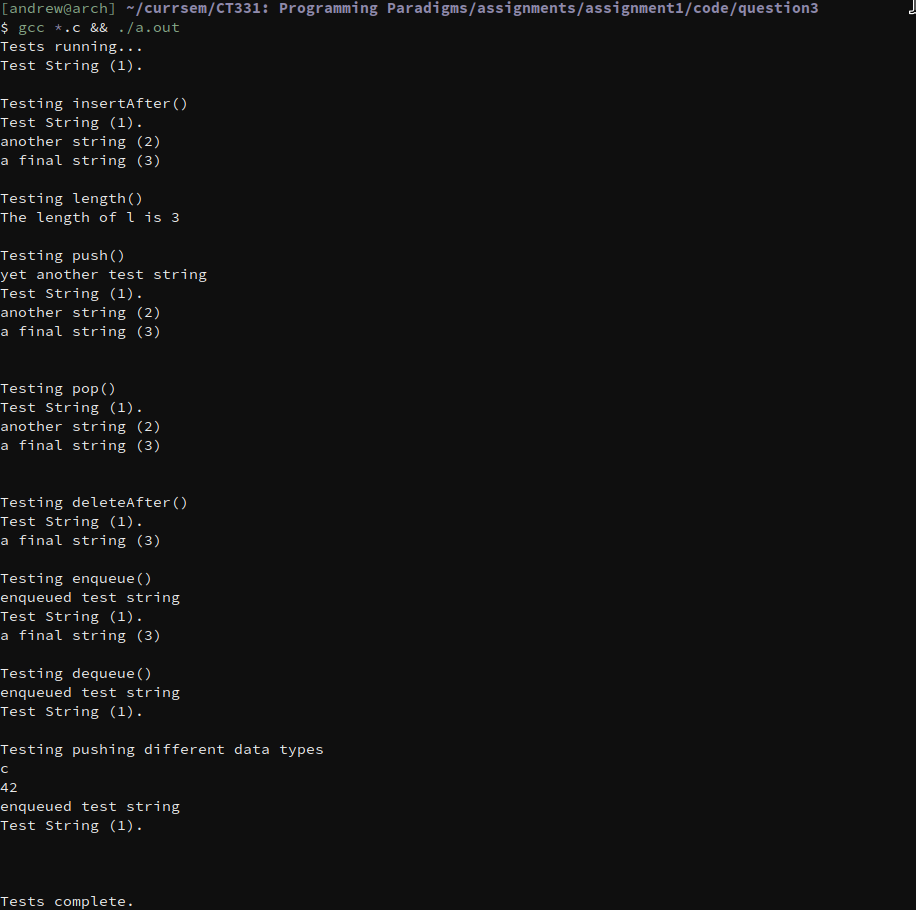 [andrew@arch] ~/currsem/CT331: Programming Paradigms/assignments/assignment1/code/question3
$ gcc *.c && ./a.out
Tests running...
Test String (1).

Testing insertAfter()
Test String (1).
another string (2)
a final string (3)

Testing length()
The length of l is 3

Testing push()
yet another test string
Test String (1).
another string (2)
a final string (3)


Testing pop()
Test String (1).
another string (2)
a final string (3)


Testing deleteAfter()
Test String (1).
a final string (3)

Testing enqueue()
enqueued test string
Test String (1).
a final string (3)

Testing dequeue()
enqueued test string
Test String (1).

Testing pushing different data types
c
42
enqueued test string
Test String (1).



Tests complete.